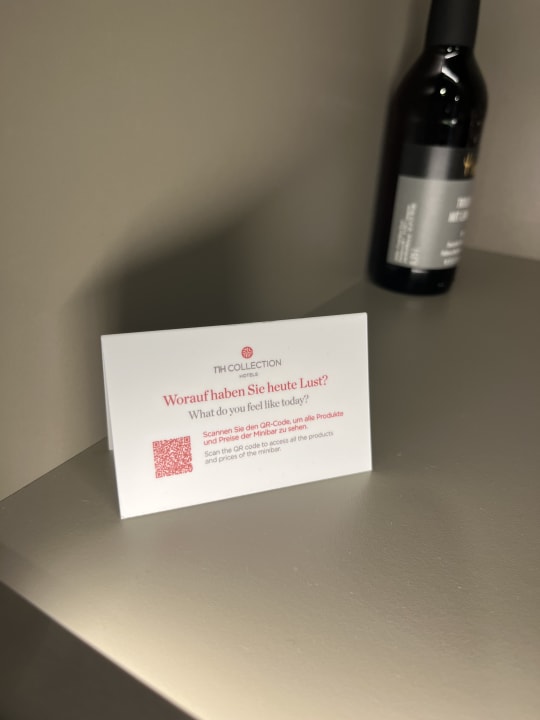 NH COLLECTION
HOTELS
Worauf haben Sie heute Lust?
What do you feel like today?
Scannen Sie den QR-Code, um alle Produkte
und Preise der Minibar zu sehen.
Scan the QR code to access all the products
and prices of the minibar.